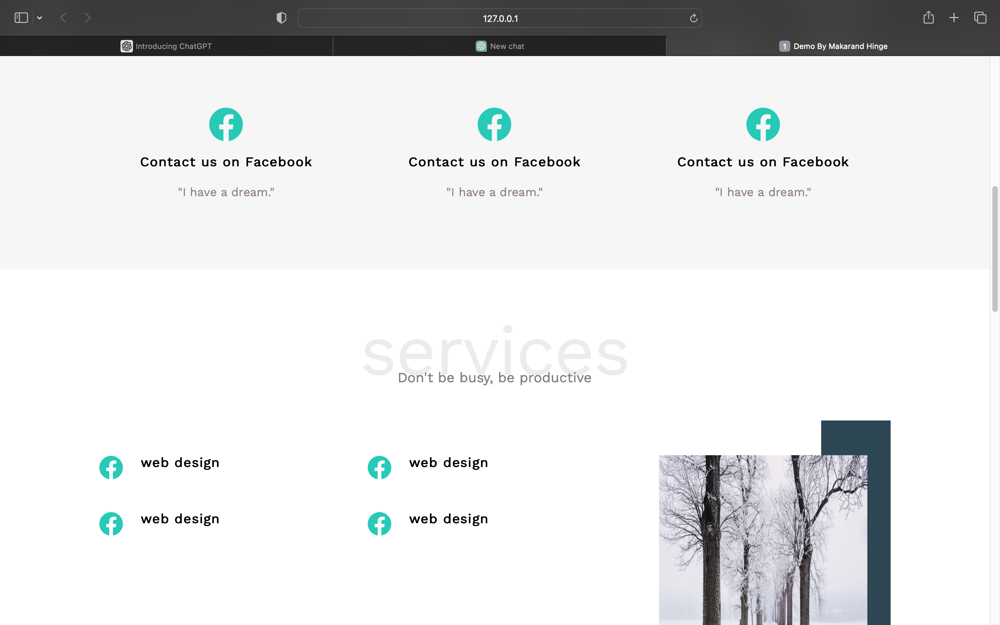 127.0.0.1
Introducing ChatGPT
New chat
1 Demo By Makarand Hinge
Contact us on Facebook
"I have a dream."
Contact us on Facebook
"I have a dream."
Contact us on Facebook
"I have a dream."
services
Don't be busy, be productive
web design
web design
web design
web design